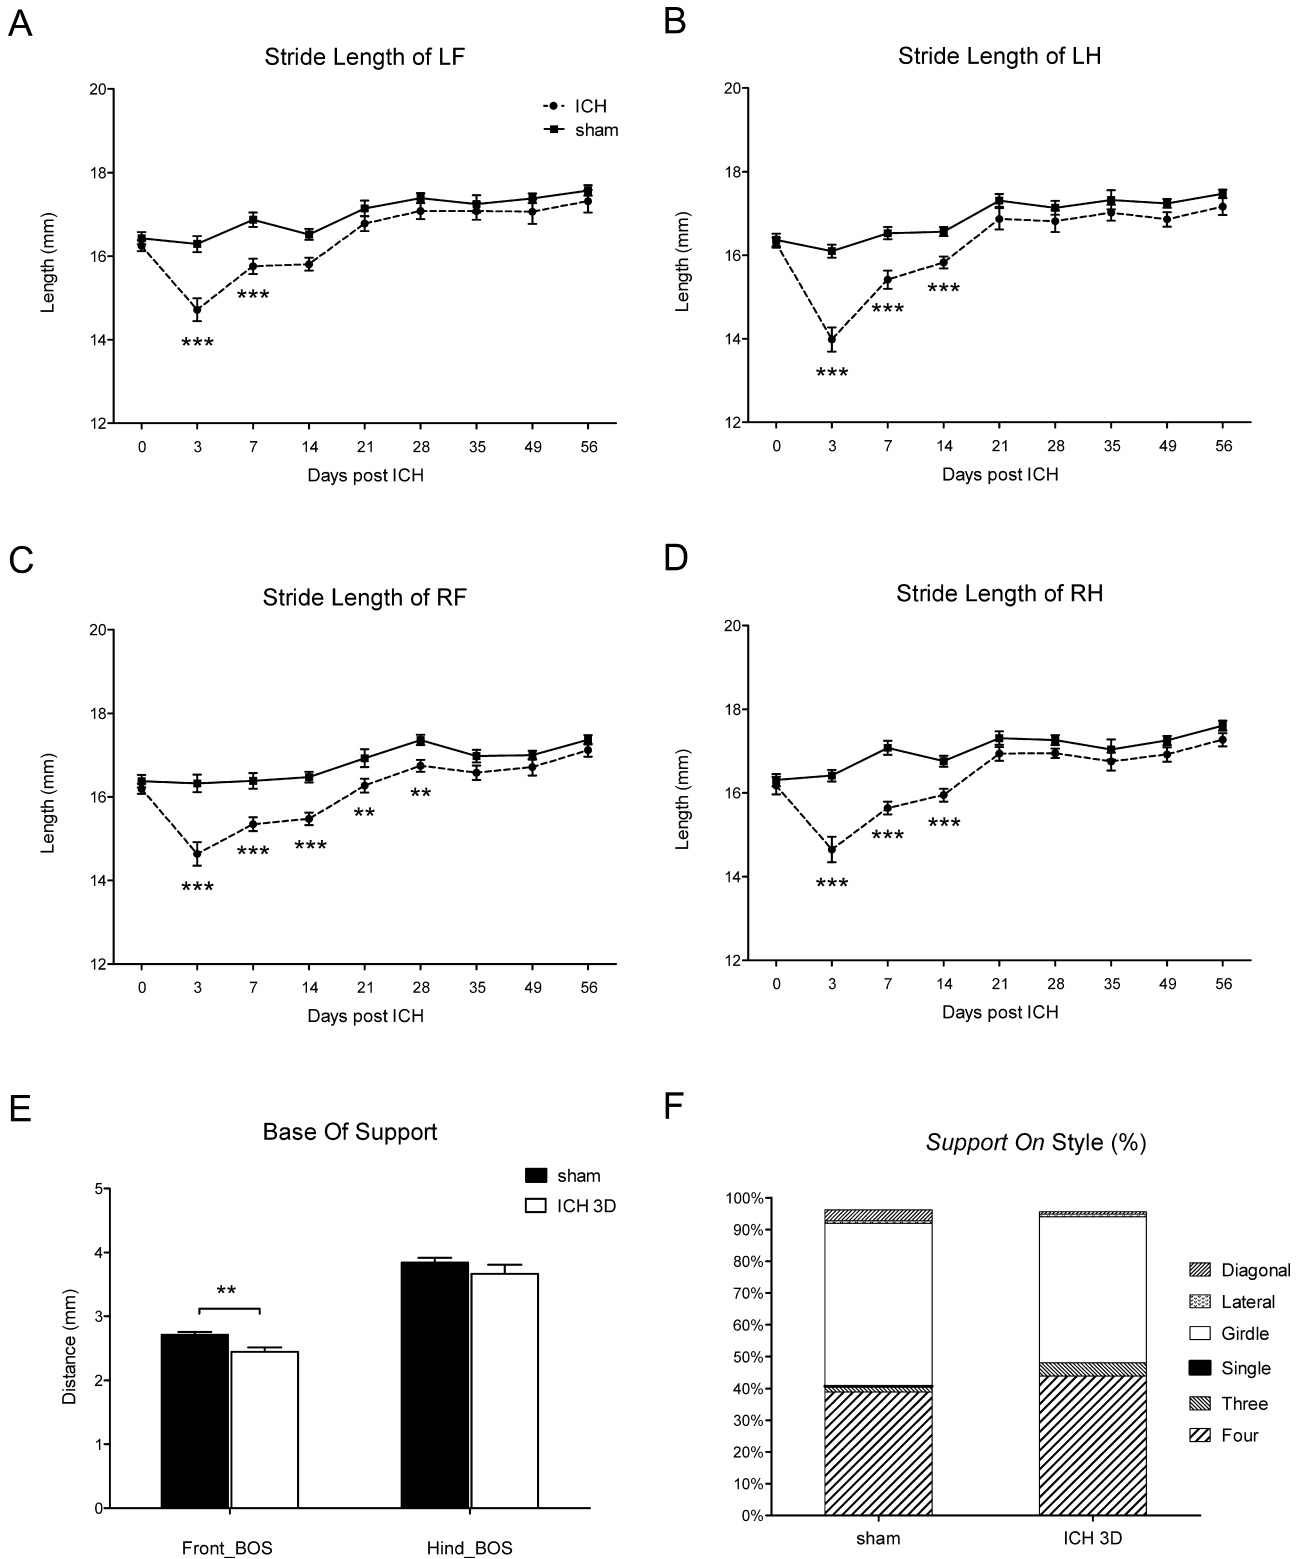 A
Stride Length of LF
ICH
sham
20
18
16
14
12
Length (mm)
***
***
0 3 7 14 21 28 35 49 56
Days post ICH
B
Stride Length of LH
20
18
16
14
12
Length (mm)
***
***
***
0 3 7 14 21 28 35 49 56
Days post ICH
C
Stride Length of RF
20
18
16
14
12
Length (mm)
***
***
***
**
**
0 3 7 14 21 28 35 49 56
Days post ICH
D
Stride Length of RH
20
18
16
14
12
Length (mm)
***
***
***
0 3 7 14 21 28 35 49 56
Days post ICH
E
Base Of Support
sham
ICH 3D
5
4
3
2
1
0
Distance (mm)
**
Front_BOS Hind_BOS
F
Support On Style (%)
100%
90%
80%
70%
60%
50%
40%
30%
20%
10%
0%
Diagonal
Lateral
Girdle
Single
Three
Four
sham ICH 3D